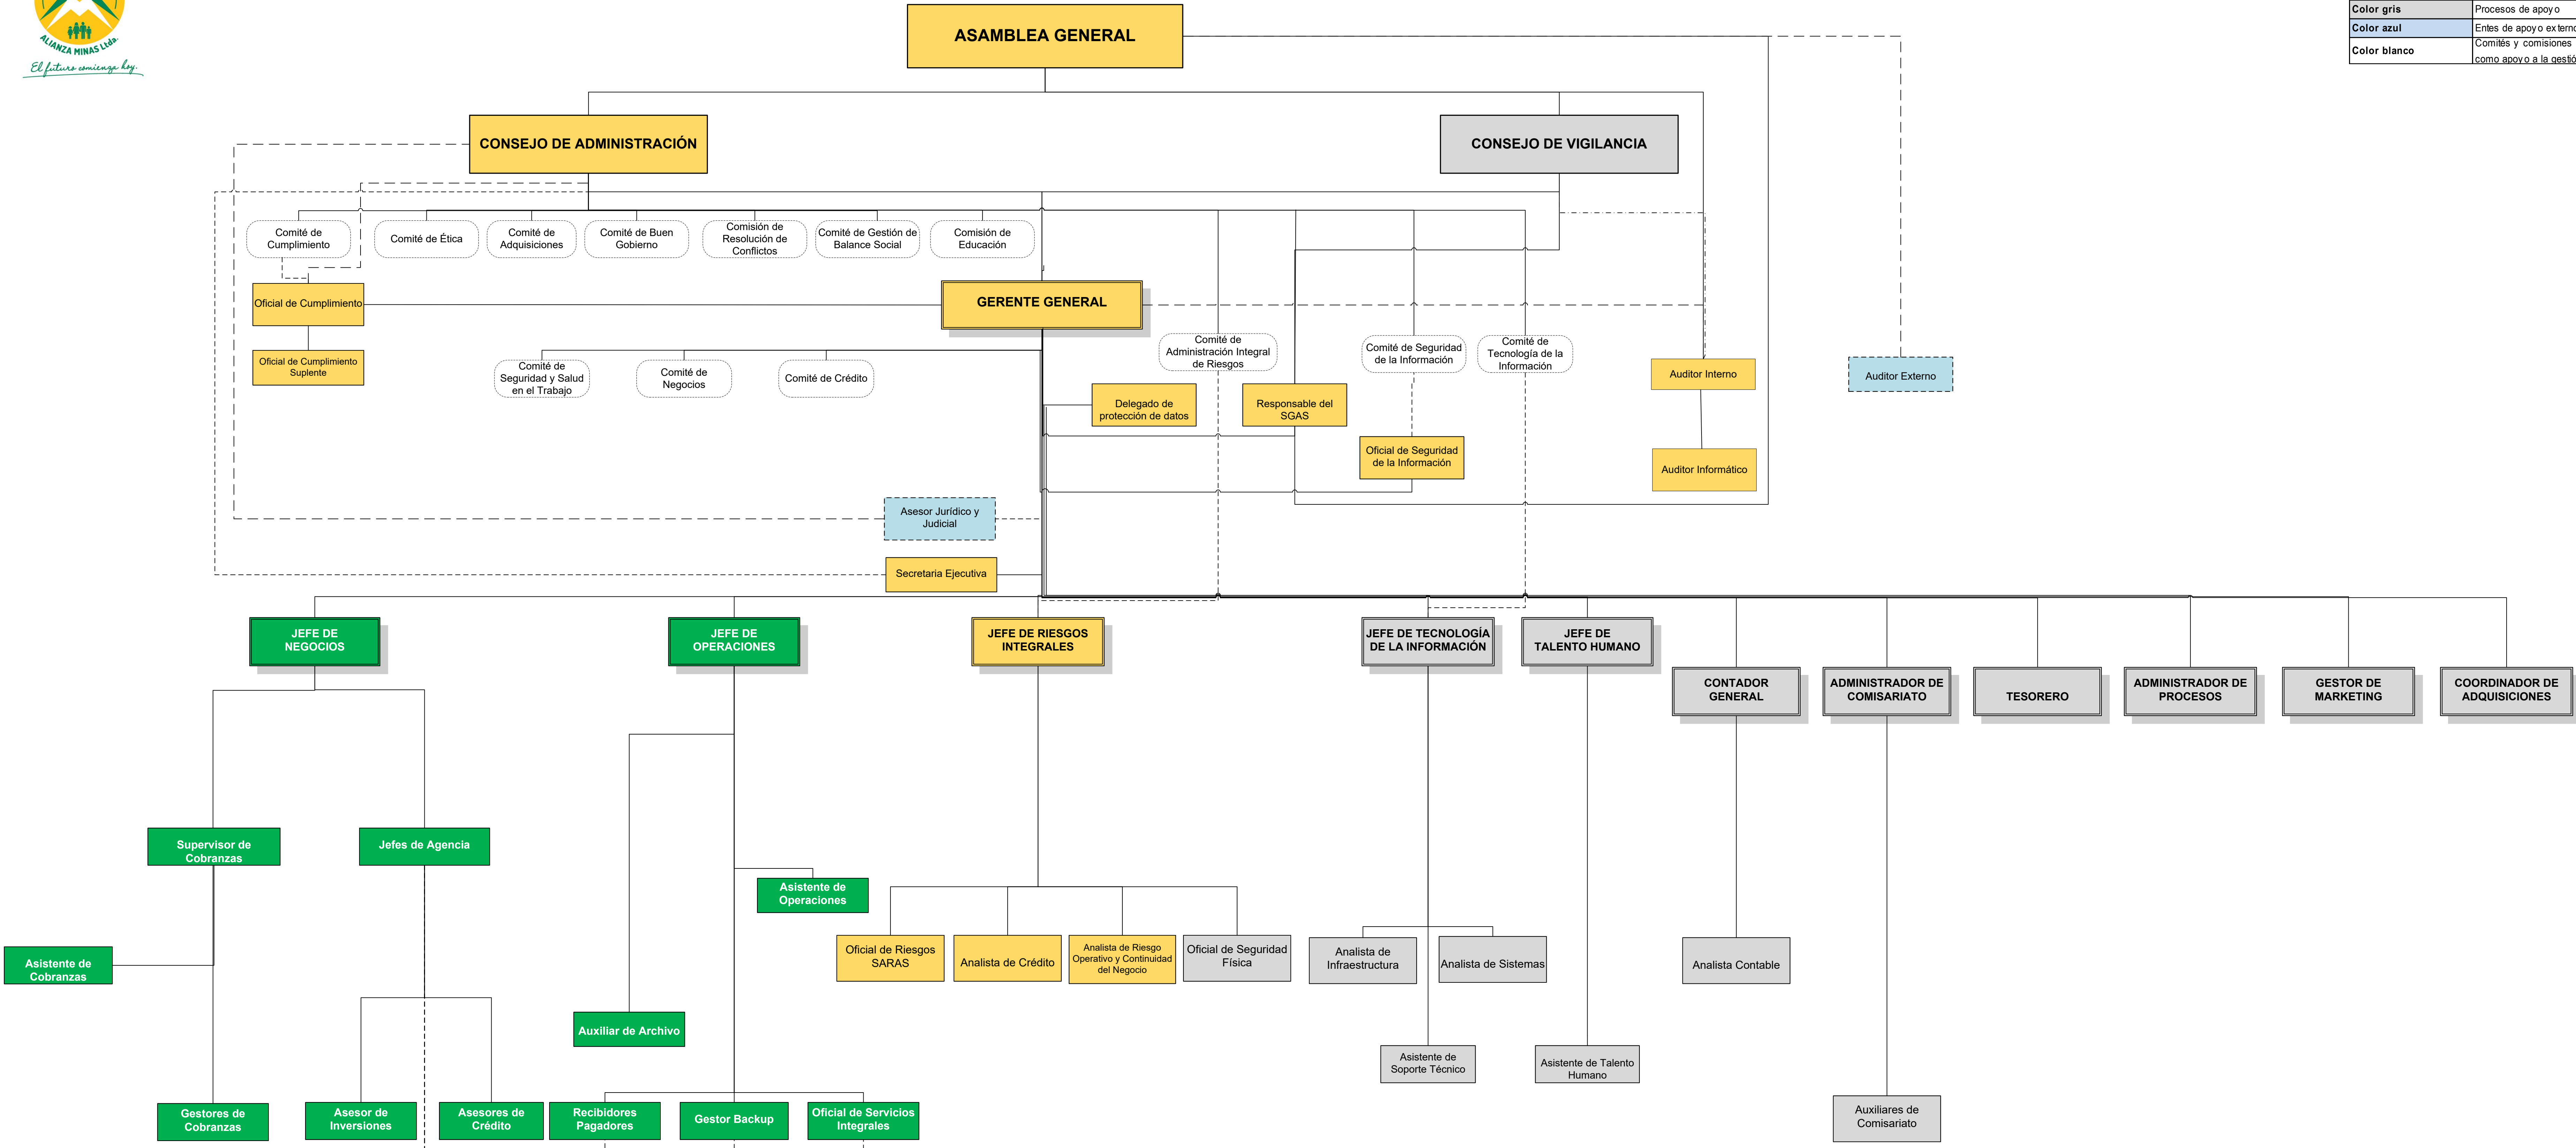 ALIANZA MINAS Ltda.
El futuro comienza hoy.
Color gris
Procesos de apoyo
Color azul
Entes de apoyo externo
Color blanco
Comités y comisiones
como apoyo a la gestió
ASAMBLEA GENERAL
CONSEJO DE ADMINISTRACIÓN
CONSEJO DE VIGILANCIA
Comité de
Cumplimiento
Comité de Ética
Comité de
Adquisiciones
Comité de Buen
Gobierno
Comisión de
Resolución de
Conflictos
Comité de Gestión de
Balance Social
Comisión de
Educación
Oficial de Cumplimiento
GERENTE GENERAL
Oficial de Cumplimiento
Suplente
Comité de
Seguridad y Salud
en el Trabajo
Comité de
Negocios
Comité de Crédito
Comité de
Administración Integral
de Riesgos
Comité de Seguridad
de la Información
Comité de
Tecnología de la
Información
Auditor Interno
Auditor Externo
Delegado de
protección de datos
Responsable del
SGAS
Oficial de Seguridad
de la Información
Auditor Informático
Asesor Jurídico y
Judicial
Secretaria Ejecutiva
JEFE DE
NEGOCIOS
JEFE DE
OPERACIONES
JEFE DE RIESGOS
INTEGRALES
JEFE DE TECNOLOGÍA
DE LA INFORMACIÓN
JEFE DE
TALENTO HUMANO
CONTADOR
GENERAL
ADMINISTRADOR DE
COMISARIATO
TESORERO
ADMINISTRADOR DE
PROCESOS
GESTOR DE
MARKETING
COORDINADOR DE
ADQUISICIONES
Supervisor de
Cobranzas
Jefes de Agencia
Asistente de
Operaciones
Asistente de
Cobranzas
Oficial de Riesgos
SARAS
Analista de Crédito
Analista de Riesgo
Operativo y Continuidad
del Negocio
Oficial de Seguridad
Física
Analista de
Infraestructura
Analista de Sistemas
Analista Contable
Auxiliar de Archivo
Asistente de
Soporte Técnico
Asistente de Talento
Humano
Gestores de
Cobranzas
Asesor de
Inversiones
Asesores de
Crédito
Recibidores
Pagadores
Gestor Backup
Oficial de Servicios
Integrales
Auxiliares de
Comisariato